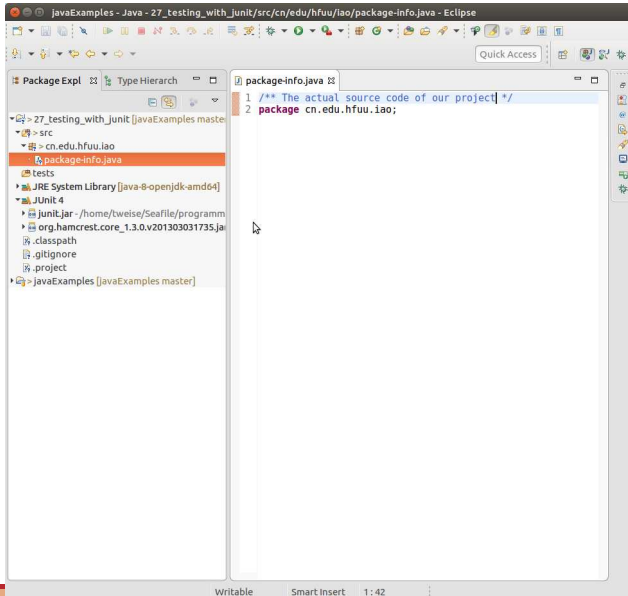 javaExamples - Java - 27_testing_with_junit/src/cn/edu/hfuu/iao/package-info.java - Eclipse
Quick Access
Package Expl
Type Hierarch
package-info.java
> 27_testing_with_junit [javaExamples maste
> src
> cn.edu.hfuu.iao
package-info.java
tests
JRE System Library [java-8-openjdk-amd64]
JUnit 4
junit.jar - /home/tweise/Seafile/programm
org.hamcrest.core_1.3.0.v201303031735.jar
.classpath
.gitignore
.project
> javaExamples [javaExamples master]
1 /** The actual source code of our project */
2 package cn.edu.hfuu.iao;
Writable
Smart Insert
1 : 42